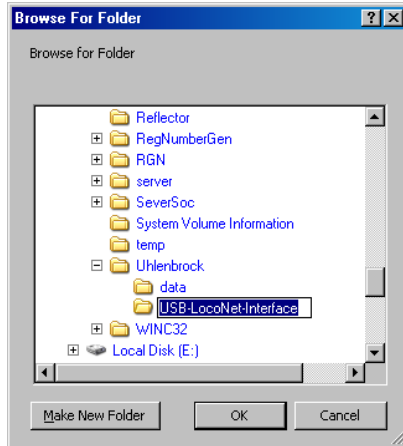 Browse For Folder
Browse for Folder
Reflector
RegNumberGen
RGN
server
SeverSoc
System Volume Information
temp
Uhlenbrock
data
USB-LocoNet-Interface
WINC32
Local Disk (E:)
Make New Folder
OK
Cancel